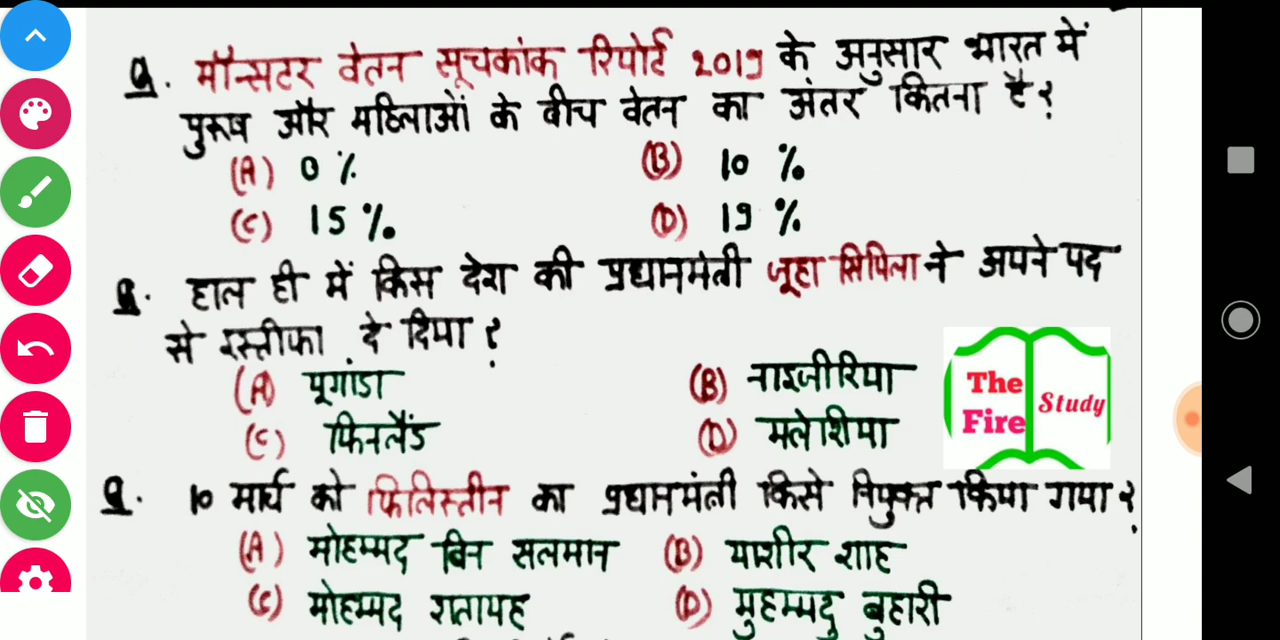 Q. मॉन्सटर वेतन सूचकांक रिपोर्ट 2019 के अनुसार भारत में
पुरुष और महिलाओं के बीच वेतन का अंतर कितना है?
(A) 0 % (B) 10 %
(C) 15 % (D) 19 %
Q. हाल ही में किस देश की प्रधानमंत्री जूहा सिपिला ने अपने पद
से इस्तीफा दे दिया?
(A) यूगांडा (B) नाइजीरिया
(C) फिनलैंड (D) मलेशिया
The Fire Study
Q. 10 मार्च को फिलिस्तीन का प्रधानमंत्री किसे नियुक्त किया गया?
(A) मोहम्मद बिन सलमान (B) याशीर शाह
(C) मोहम्मद शतायह (D) मुहम्मदु बुहारी